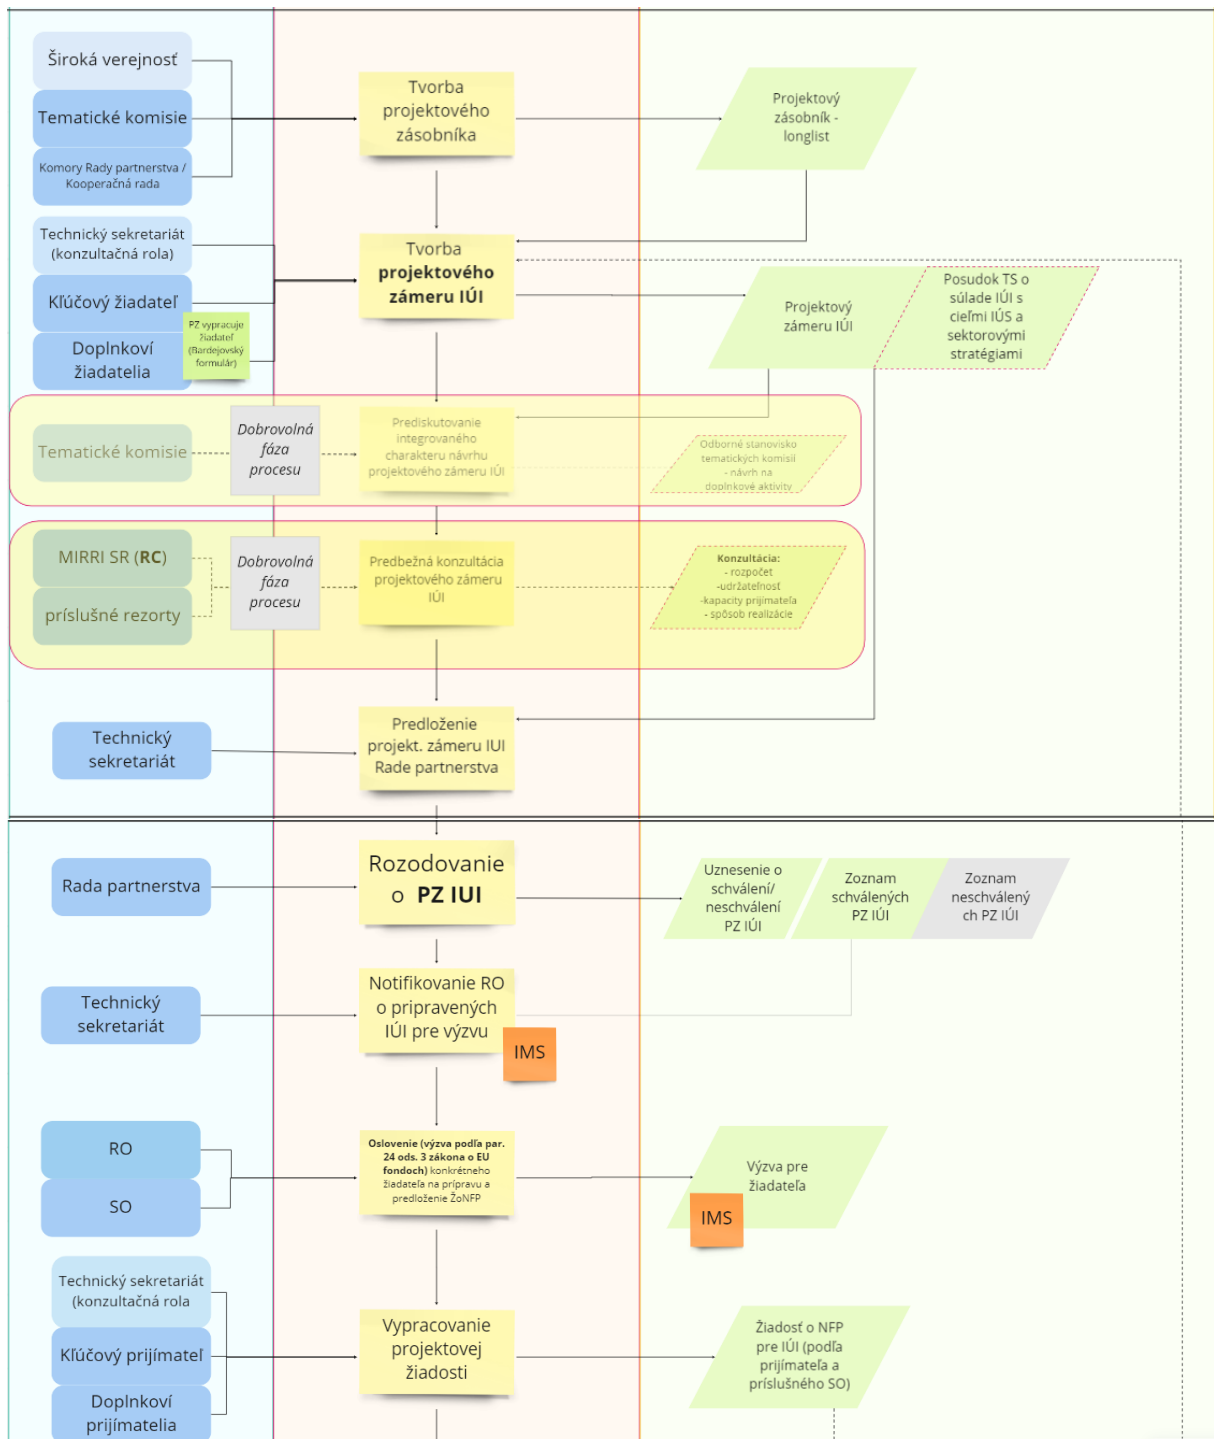 Široká verejnosť
Tematické komisie
Komory Rady partnerstva /
Kooperačná rada
Tvorba
projektového
zásobníka
Projektový
zásobník -
longlist
Technický sekretariát
(konzultačná rola)
Kľúčový žiadateľ
Doplnkoví
žiadatelia
PZ vypracuje
žiadateľ
(Bardejovský
formulár)
Tvorba
projektového
zámeru IÚI
Projektový
zámeru IÚI
Posudok TS o
súlade IÚI s
cieľmi IÚS a
sektorovými
stratégiami
Tematické komisie
Dobrovolná
fáza
procesu
Prediskutovanie
integrovaného
charakteru návrhu
projektového zámeru IÚI
Odborné stanovisko
tematických komisií
- návrh na
doplnkové aktivity
MIRRI SR (RC)
príslušné rezorty
Dobrovolná
fáza
procesu
Predbežná konzultácia
projektového zámeru
IÚI
Konzultácia:
- rozpočet
-udržateľnosť
-kapacity prijímateľa
- spôsob realizácie
Technický
sekretariát
Predloženie
projekt. zámeru IUI
Rade partnerstva
Rada partnerstva
Rozodovanie
o PZ IUI
Uznesenie o
schválení/
neschválení
PZ IÚI
Zoznam
schválených
PZ IÚI
Zoznam
neschválený
ch PZ IÚI
Technický
sekretariát
Notifikovanie RO
o pripravených
IÚI pre výzvu
IMS
RO
SO
Oslovenie (výzva podľa par.
24 ods. 3 zákona o EU
fondoch) konkrétneho
žiadateľa na prípravu a
predloženie ŽoNFP
Výzva pre
žiadateľa
IMS
Technický sekretariát
(konzultačná rola
Kľúčový prijímateľ
Doplnkoví
prijímatelia
Vypracovanie
projektovej
žiadosti
Žiadosť o NFP
pre IÚI (podľa
prijímateľa a
príslušného SO)